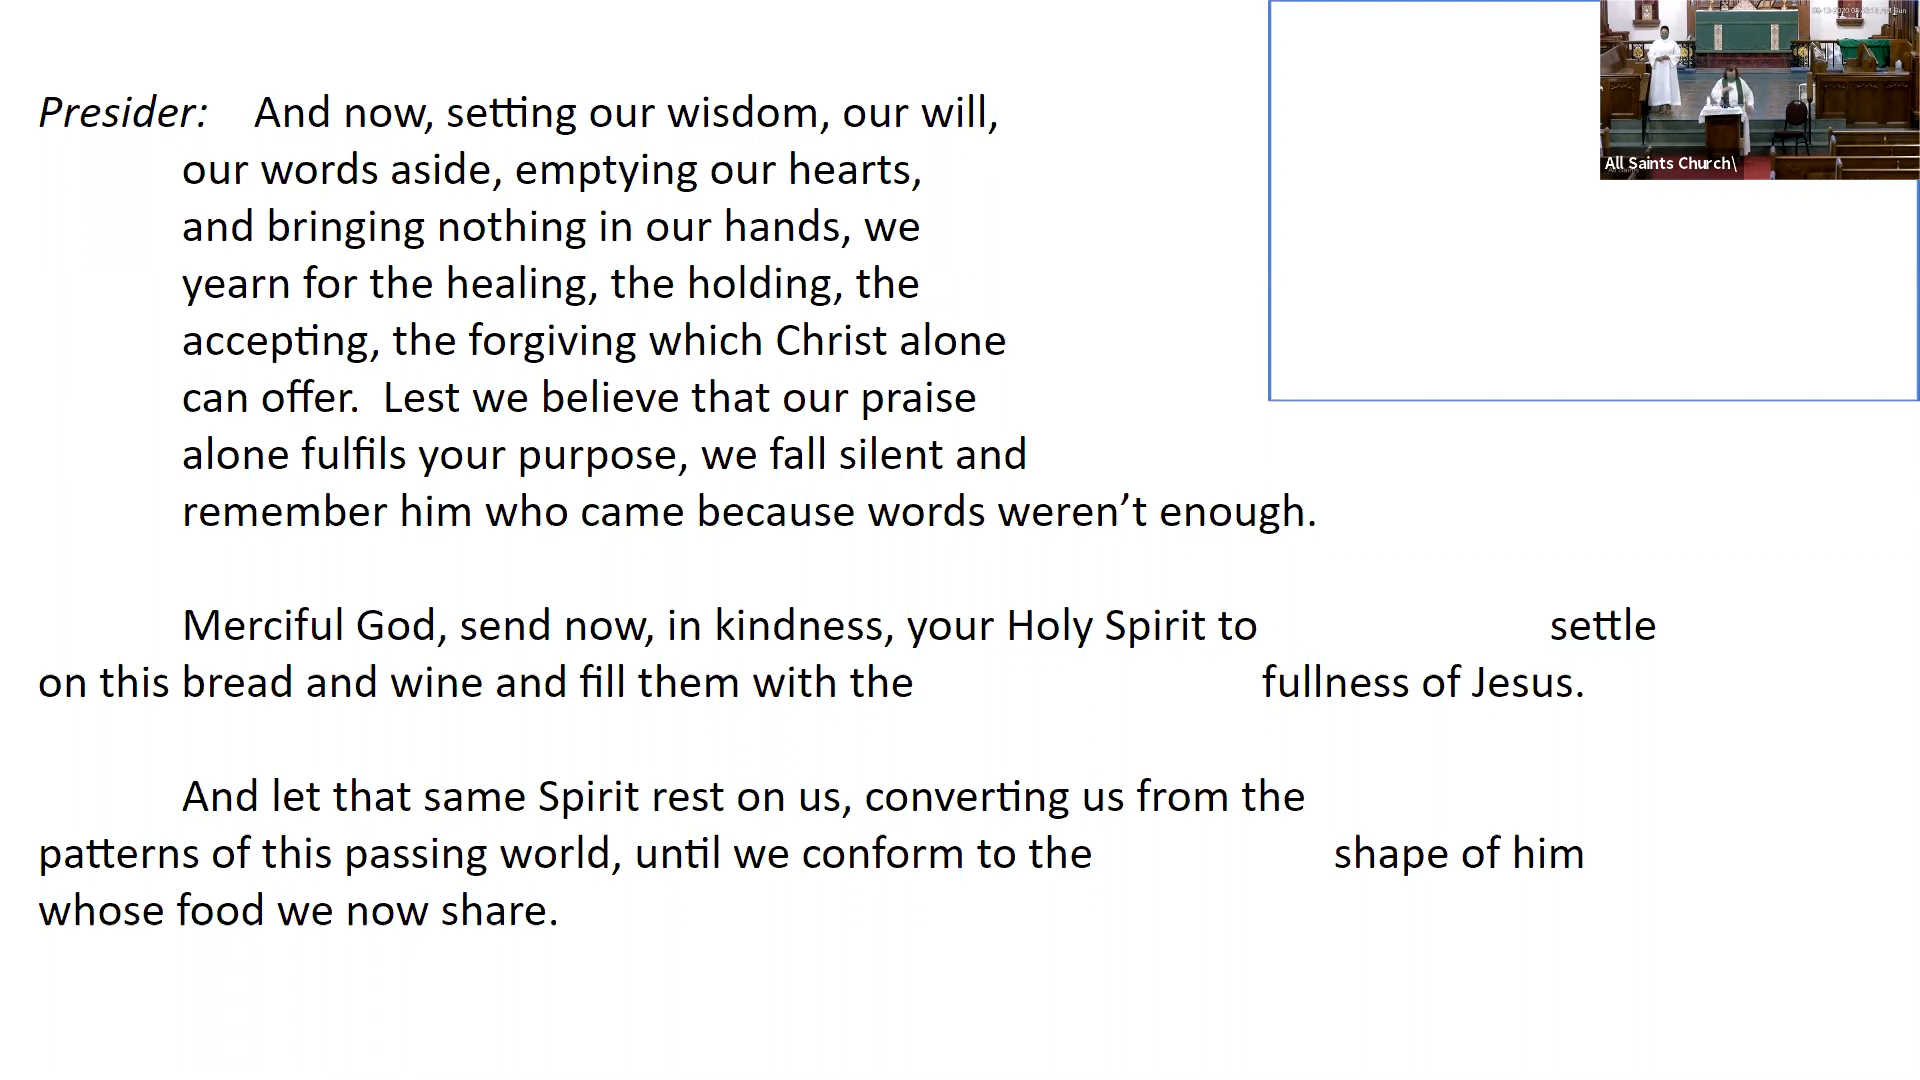 Presider: And now, setting our wisdom, our will,
our words aside, emptying our hearts,
and bringing nothing in our hands, we
yearn for the healing, the holding, the
accepting, the forgiving which Christ alone
can offer. Lest we believe that our praise
alone fulfils your purpose, we fall silent and
remember him who came because words weren’t enough.
Merciful God, send now, in kindness, your Holy Spirit to settle
on this bread and wine and fill them with the fullness of Jesus.
And let that same Spirit rest on us, converting us from the
patterns of this passing world, until we conform to the shape of him
whose food we now share.
All Saints Church\